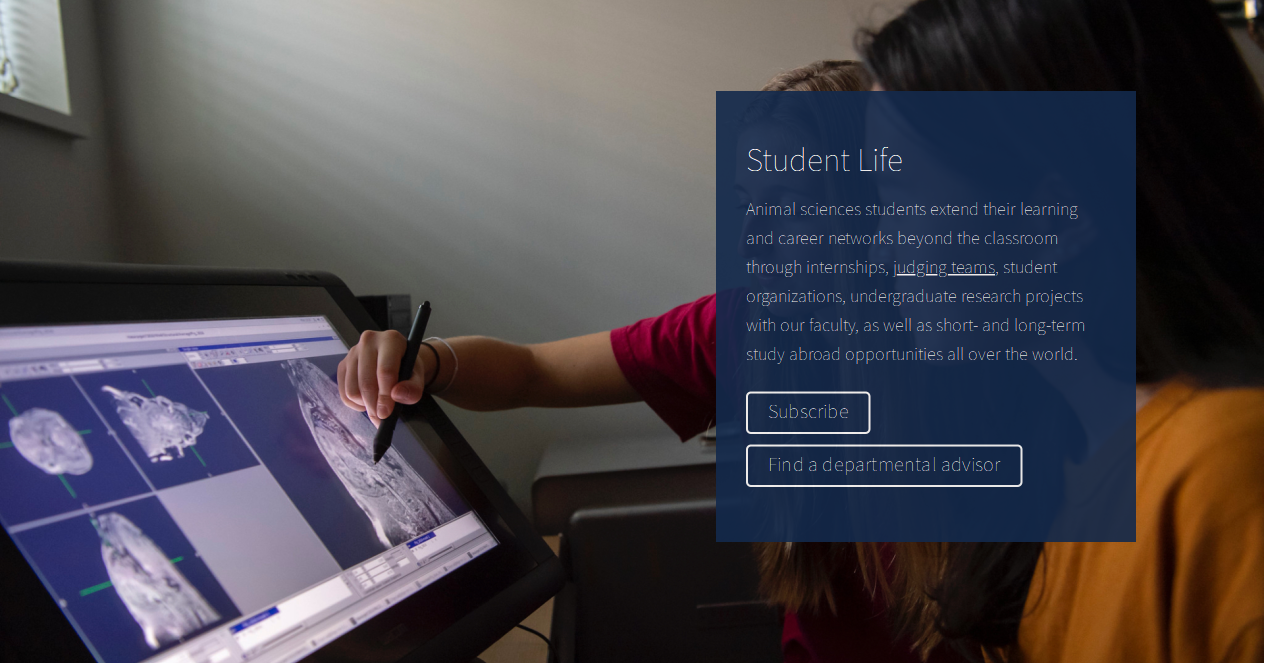 Student Life
Animal sciences students extend their learning
and career networks beyond the classroom
through internships, judging teams, student
organizations, undergraduate research projects
with our faculty, as well as short- and long-term
study abroad opportunities all over the world.
Subscribe
Find a departmental advisor